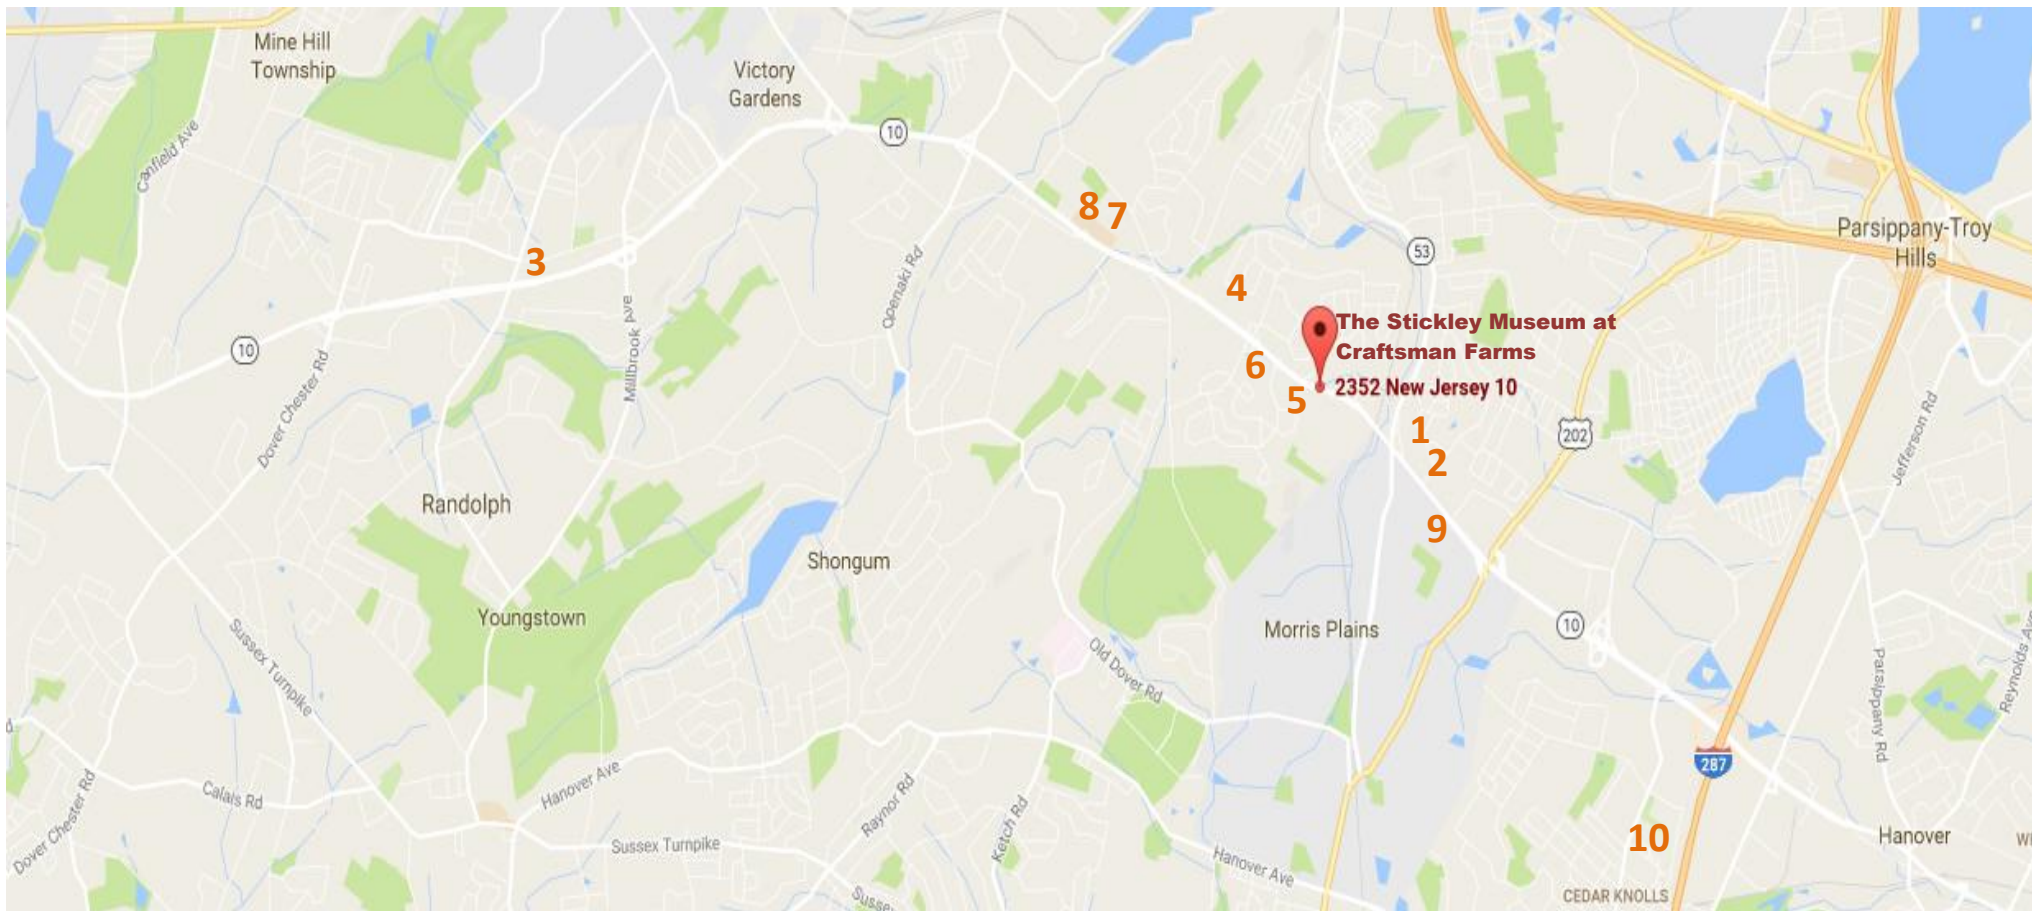 Mine Hill
Township
Victory
Gardens
10
Canfield Ave
8
7
Parsippany-Troy
Hills
53
3
4
Openaki Rd
The Stickley Museum at
Craftsman Farms
2352 New Jersey 10
10
Millbrook Ave
6
5
Dover Chester Rd
1
202
2
Jefferson Rd
Randolph
9
Shongum
Youngstown
Morris Plains
10
Sussex Turnpike
Old Dover Rd
Reynolds Ave
Parsippany Rd
287
Hanover Ave
Calais Rd
Raynor Rd
Ketch Rd
Dover Chester Rd
Sussex Turnpike
10
Hanover
Hanover Ave
CEDAR KNOLLS